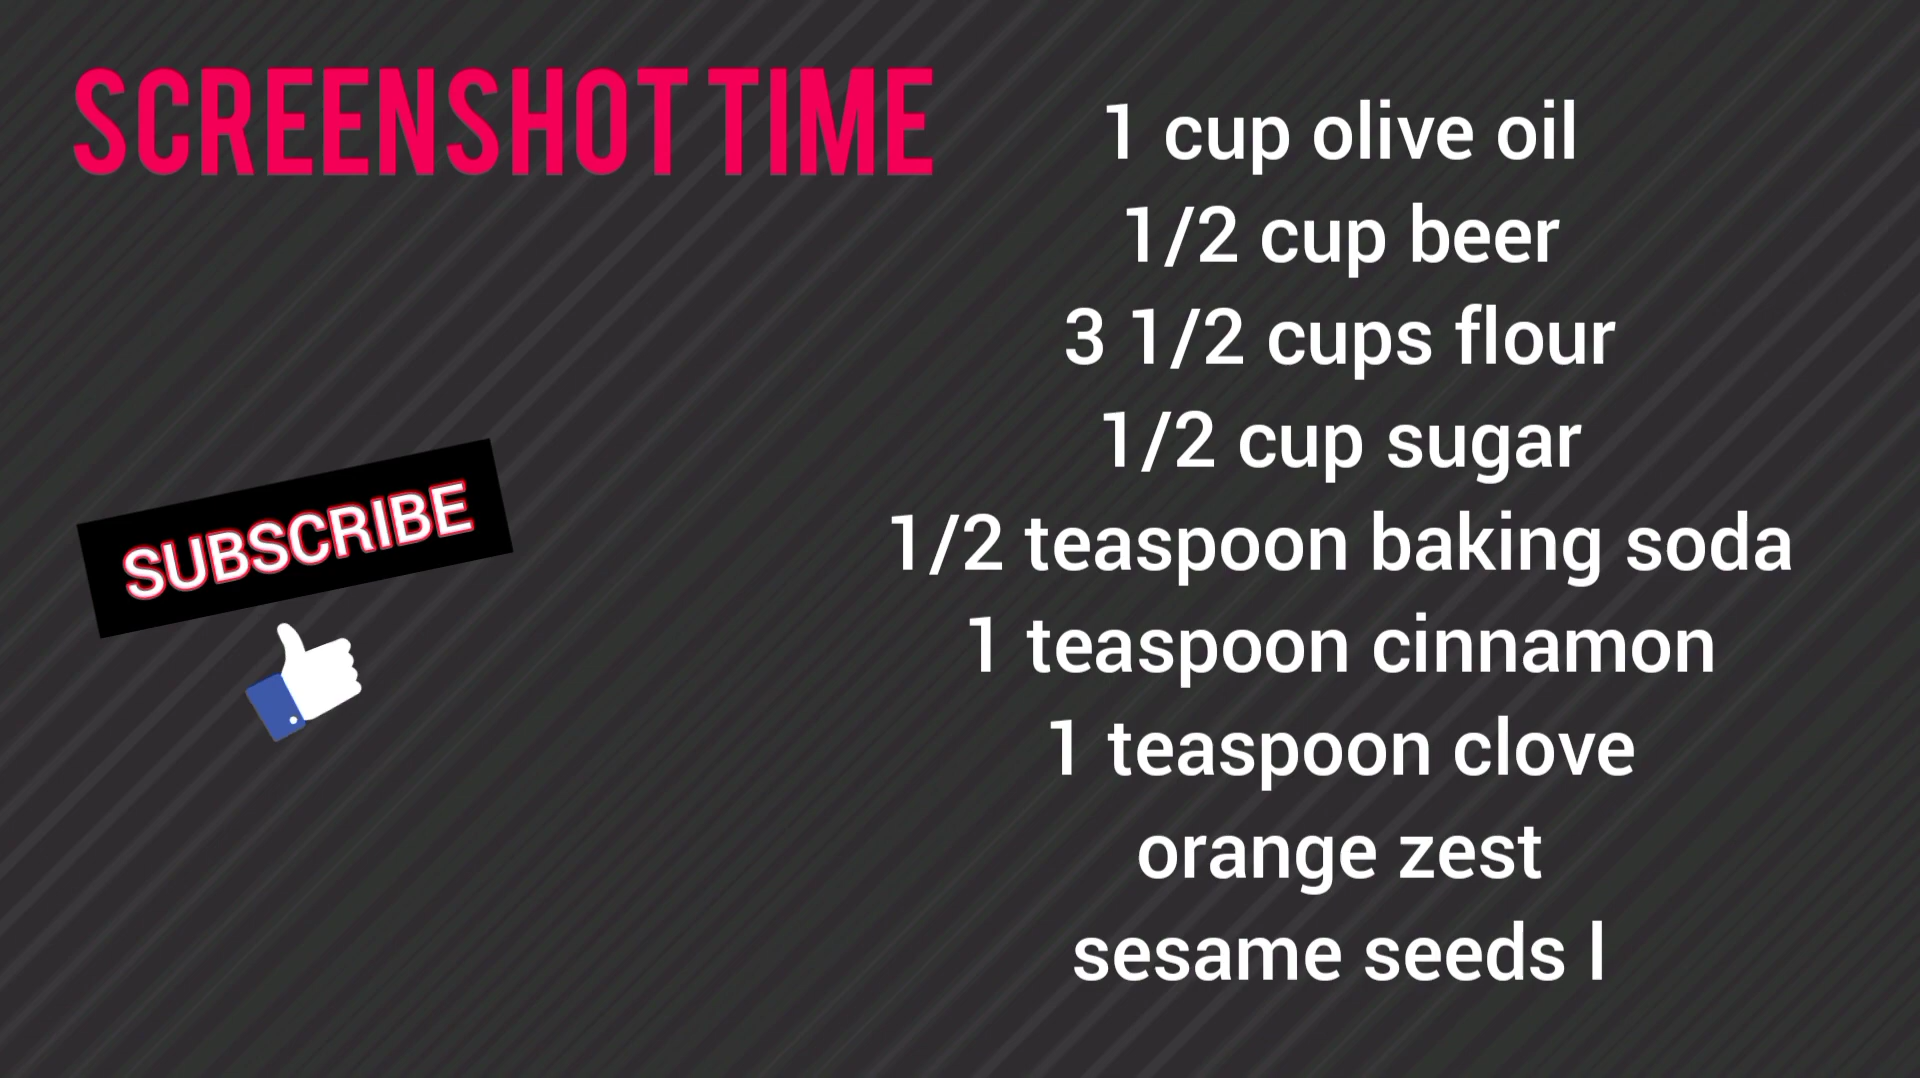 SCREENSHOT TIME
1 cup olive oil
1/2 cup beer
3 1/2 cups flour
1/2 cup sugar
1/2 teaspoon baking soda
1 teaspoon cinnamon
1 teaspoon clove
orange zest
sesame seeds l
SUBSCRIBE